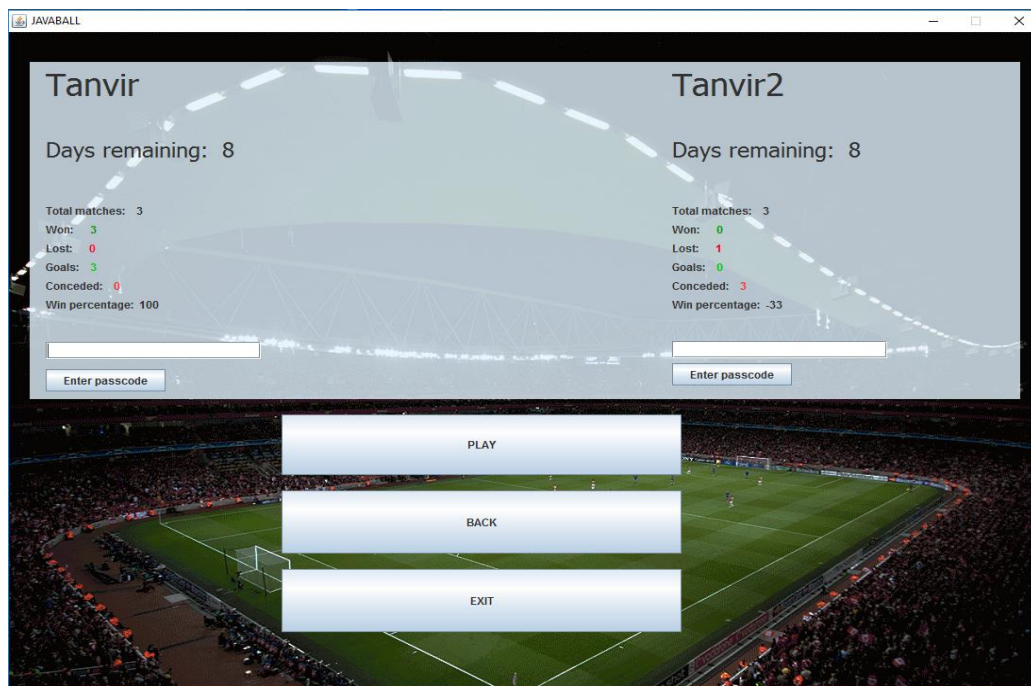 JAVABALL
Tanvir
Days remaining: 8
Total matches: 3
Won: 3
Lost: 0
Goals: 3
Conceded: 0
Win percentage: 100
Enter passcode
Tanvir2
Days remaining: 8
Total matches: 3
Won: 0
Lost: 1
Goals: 0
Conceded: 3
Win percentage: -33
Enter passcode
PLAY
BACK
EXIT